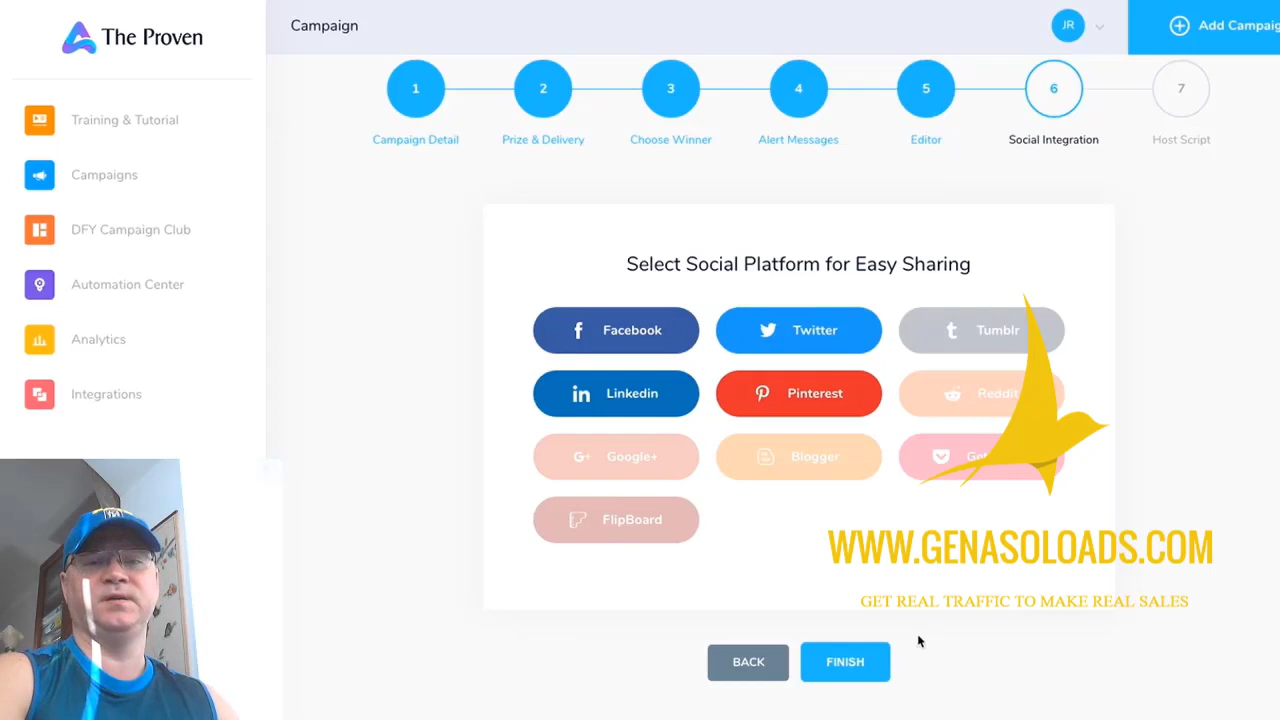 The Proven
Campaign
JR
Add Campaig
1
2
3
4
5
6
7
Campaign Detail
Prize & Delivery
Choose Winner
Alert Messages
Editor
Social Integration
Host Script
Training & Tutorial
Campaigns
DFY Campaign Club
Automation Center
Analytics
Integrations
Select Social Platform for Easy Sharing
Facebook
Twitter
Tumblr
Linkedin
Pinterest
Reddit
Google+
Blogger
FlipBoard
WWW.GENASOLOADS.COM
GET REAL TRAFFIC TO MAKE REAL SALES
BACK
FINISH